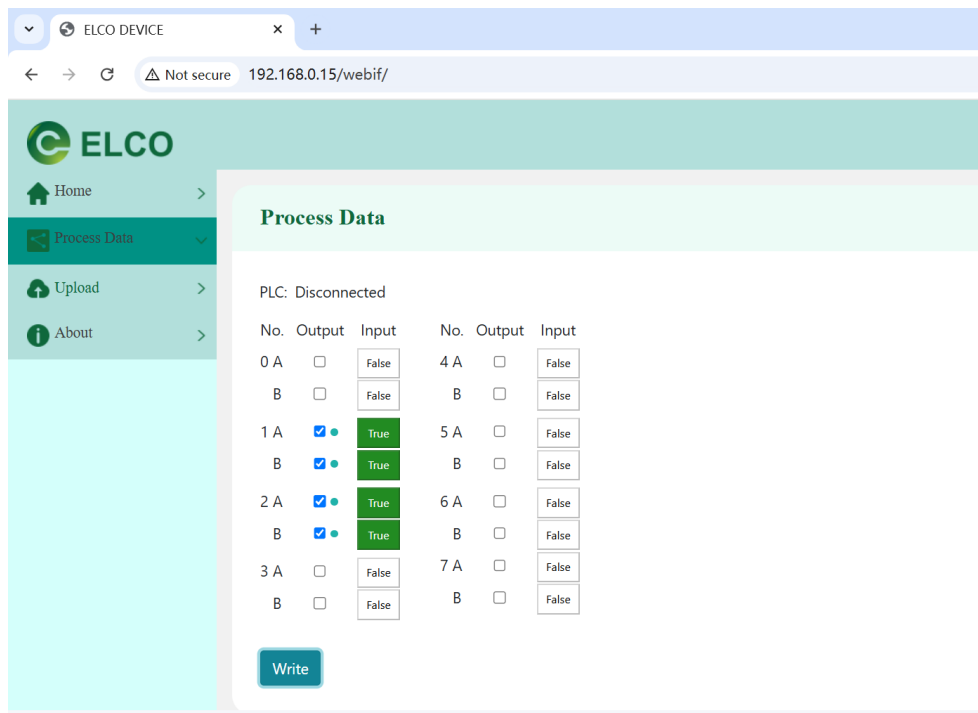 ELCO DEVICE
Not secure 192.168.0.15/webif/
ELCO
Home
Process Data
Upload
About
Process Data
PLC: Disconnected
No. Output Input No. Output Input
0 A False 4 A False
B False B False
1 A True 5 A False
B True B False
2 A True 6 A False
B True B False
3 A False 7 A False
B False B False
Write